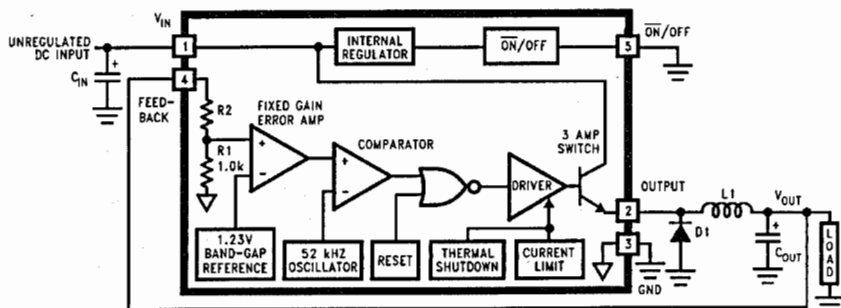 V_IN
UNREGULATED
DC INPUT
C_IN
+
1
INTERNAL
REGULATOR
ON/OFF
5
ON/OFF
4
FEED-
BACK
R2
FIXED GAIN
ERROR AMP
R1
1.0k
+
−
COMPARATOR
+
−
DRIVER
3 AMP
SWITCH
OUTPUT
2
L1
V_OUT
D1
+
C_OUT
LOAD
3
GND
1.23V
BAND-GAP
REFERENCE
52 kHZ
OSCILLATOR
RESET
THERMAL
SHUTDOWN
CURRENT
LIMIT